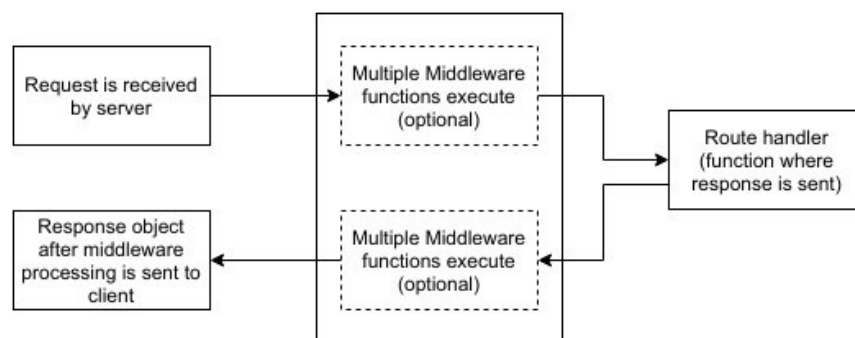 Request is received
by server
Multiple Middleware
functions execute
(optional)
Route handler
(function where
response is sent)
Response object
after middleware
processing is sent to
client
Multiple Middleware
functions execute
(optional)